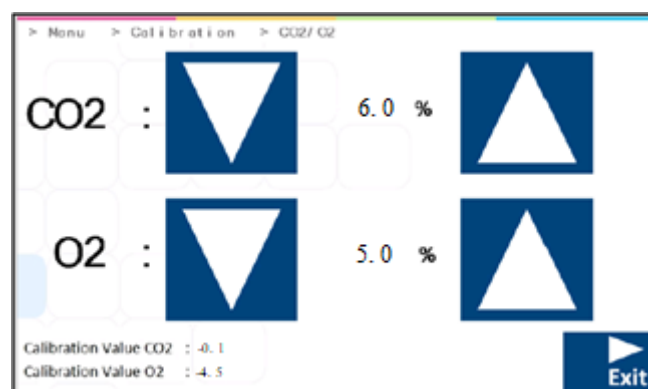 > Menu > Calibration > CO2/O2
CO2 : 6.0 %
O2 : 5.0 %
Calibration Value CO2 : -0.1
Calibration Value O2 : -4.5
Exit